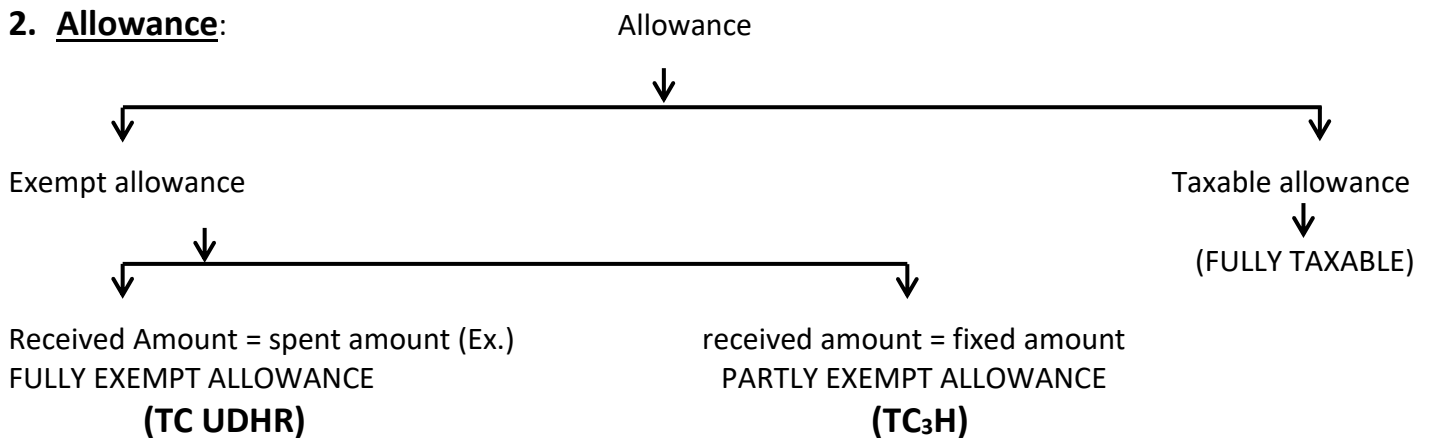 2. Allowance: Allowance
Exempt allowance Taxable allowance
(FULLY TAXABLE)
Received Amount = spent amount (Ex.) received amount = fixed amount
FULLY EXEMPT ALLOWANCE PARTLY EXEMPT ALLOWANCE
(TC UDHR) (TC₃H)